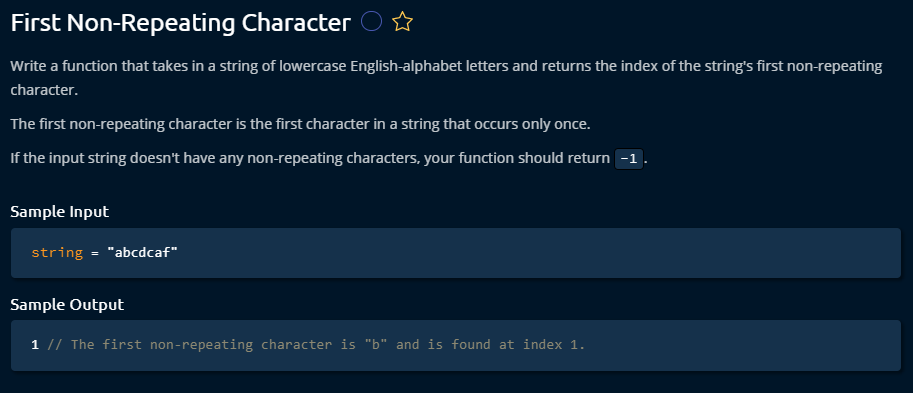 First Non-Repeating Character
Write a function that takes in a string of lowercase English-alphabet letters and returns the index of the string's first non-repeating
character.
The first non-repeating character is the first character in a string that occurs only once.
If the input string doesn't have any non-repeating characters, your function should return -1.
Sample Input
string = "abcdcaf"
Sample Output
1 // The first non-repeating character is "b" and is found at index 1.